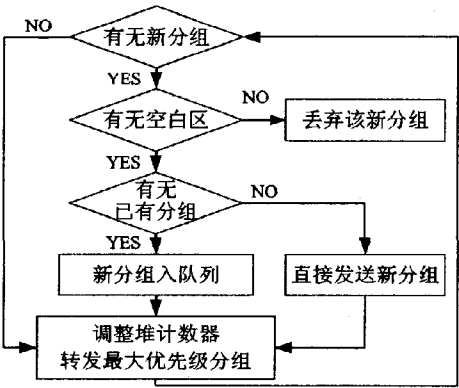 NO
有无新分组
YES
有无空白区
NO
丢弃该新分组
YES
有无
已有分组
NO
YES
新分组入队列
直接发送新分组
调整堆计数器
转发最大优先级分组